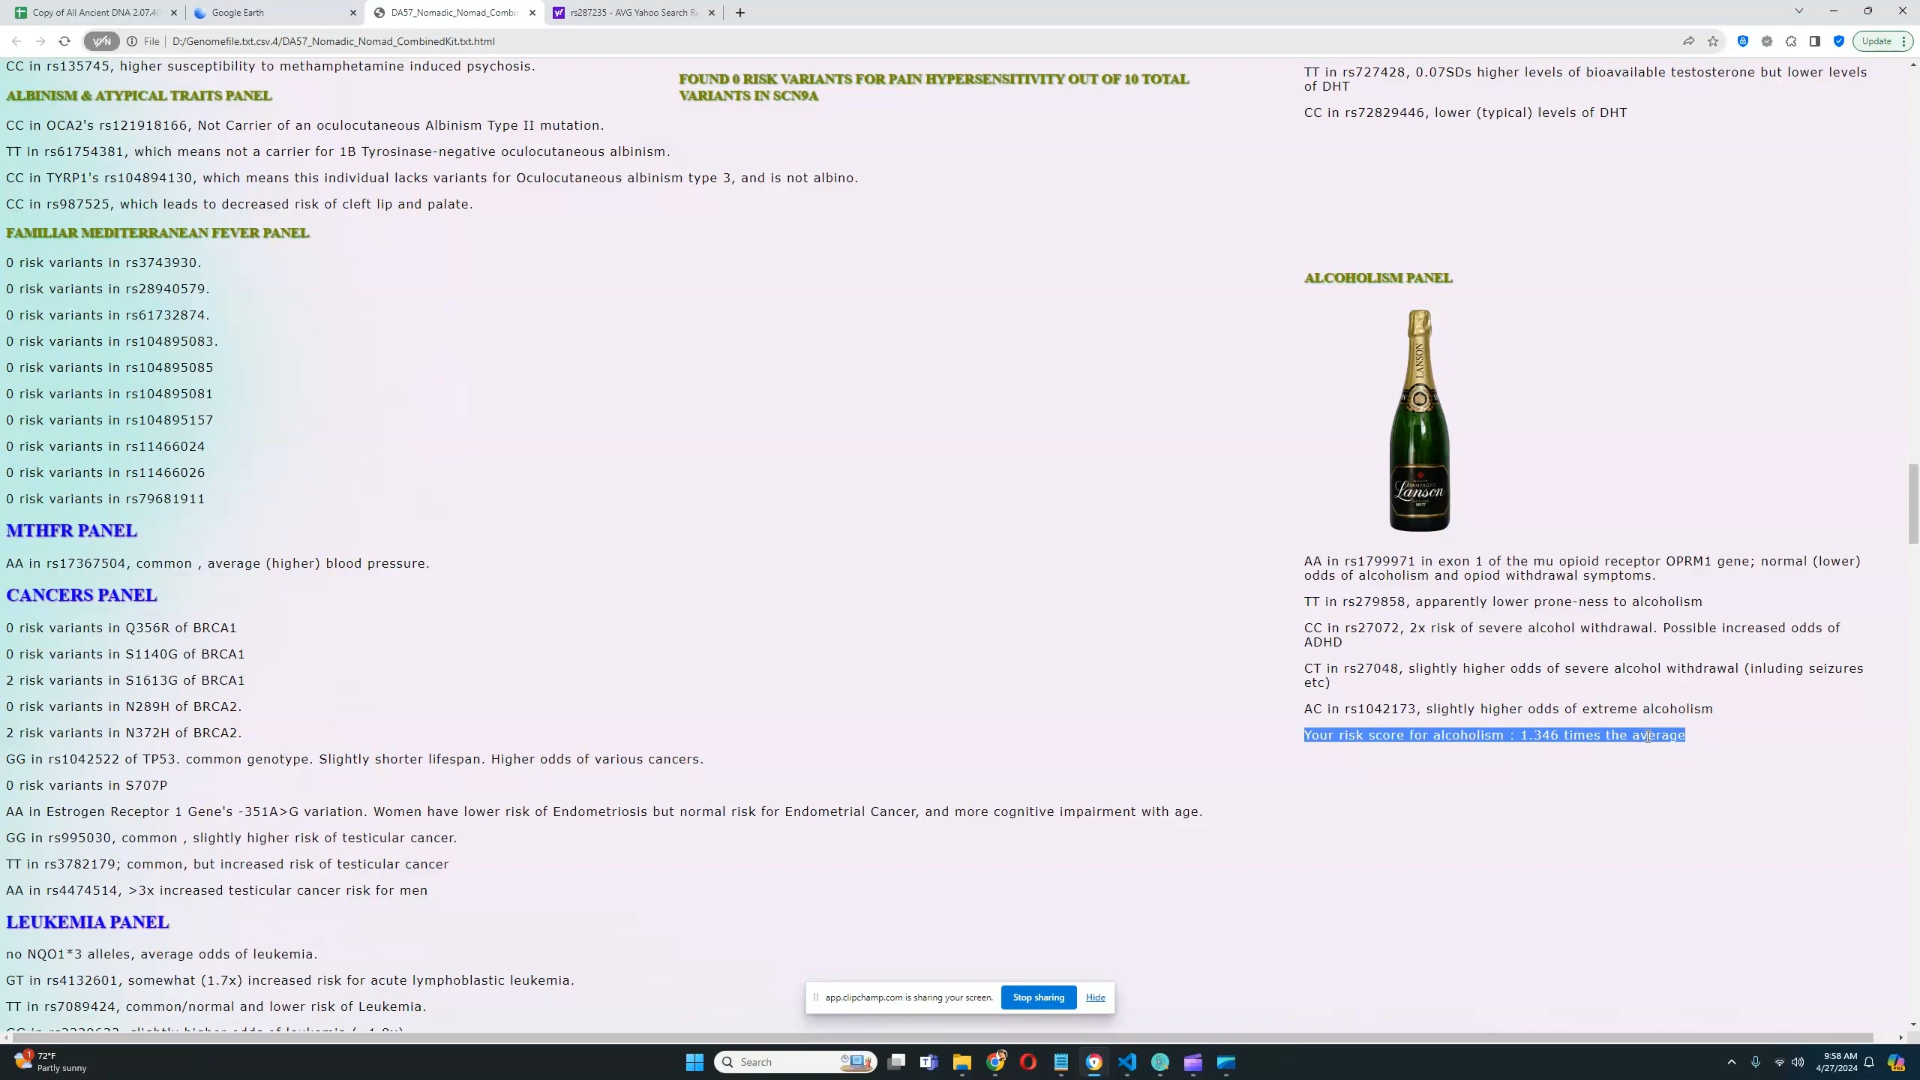 Copy of All Ancient DNA 2.07.40
Google Earth
DA57_Nomadic_Nomad_Combi
rs287235 - AVG Yahoo Search R
VPN
File
D:/Genomefile.txt.csv.4/DA57_Nomadic_Nomad_CombinedKit.txt.html
Update
CC in rs135745, higher susceptibility to methamphetamine induced psychosis.
ALBINISM & ATYPICAL TRAITS PANEL
CC in OCA2's rs121918166, Not Carrier of an oculocutaneous Albinism Type II mutation.
TT in rs61754381, which means not a carrier for 1B Tyrosinase-negative oculocutaneous albinism.
CC in TYRP1's rs104894130, which means this individual lacks variants for Oculocutaneous albinism type 3, and is not albino.
CC in rs987525, which leads to decreased risk of cleft lip and palate.
FAMILIAR MEDITERRANEAN FEVER PANEL
0 risk variants in rs3743930.
0 risk variants in rs28940579.
0 risk variants in rs61732874.
0 risk variants in rs104895083.
0 risk variants in rs104895085
0 risk variants in rs104895081
0 risk variants in rs104895157
0 risk variants in rs11466024
0 risk variants in rs11466026
0 risk variants in rs79681911
MTHFR PANEL
AA in rs17367504, common , average (higher) blood pressure.
CANCERS PANEL
0 risk variants in Q356R of BRCA1
0 risk variants in S1140G of BRCA1
2 risk variants in S1613G of BRCA1
0 risk variants in N289H of BRCA2.
2 risk variants in N372H of BRCA2.
GG in rs1042522 of TP53. common genotype. Slightly shorter lifespan. Higher odds of various cancers.
0 risk variants in S707P
AA in Estrogen Receptor 1 Gene's -351A>G variation. Women have lower risk of Endometriosis but normal risk for Endometrial Cancer, and more cognitive impairment with age.
GG in rs995030, common , slightly higher risk of testicular cancer.
TT in rs3782179; common, but increased risk of testicular cancer
AA in rs4474514, >3x increased testicular cancer risk for men
LEUKEMIA PANEL
no NQO1*3 alleles, average odds of leukemia.
GT in rs4132601, somewhat (1.7x) increased risk for acute lymphoblastic leukemia.
TT in rs7089424, common/normal and lower risk of Leukemia.
FOUND 0 RISK VARIANTS FOR PAIN HYPERSENSITIVITY OUT OF 10 TOTAL
VARIANTS IN SCN9A
TT in rs727428, 0.07SDs higher levels of bioavailable testosterone but lower levels
of DHT
CC in rs72829446, lower (typical) levels of DHT
ALCOHOLISM PANEL
LANSON
Lanson
AA in rs1799971 in exon 1 of the mu opioid receptor OPRM1 gene; normal (lower)
odds of alcoholism and opiod withdrawal symptoms.
TT in rs279858, apparently lower prone-ness to alcoholism
CC in rs27072, 2x risk of severe alcohol withdrawal. Possible increased odds of
ADHD
CT in rs27048, slightly higher odds of severe alcohol withdrawal (inluding seizures
etc)
AC in rs1042173, slightly higher odds of extreme alcoholism
Your risk score for alcoholism : 1.346 times the average
app.clipchamp.com is sharing your screen.
Stop sharing
Hide
1
72°F
Partly sunny
Search
9:58 AM
4/27/2024